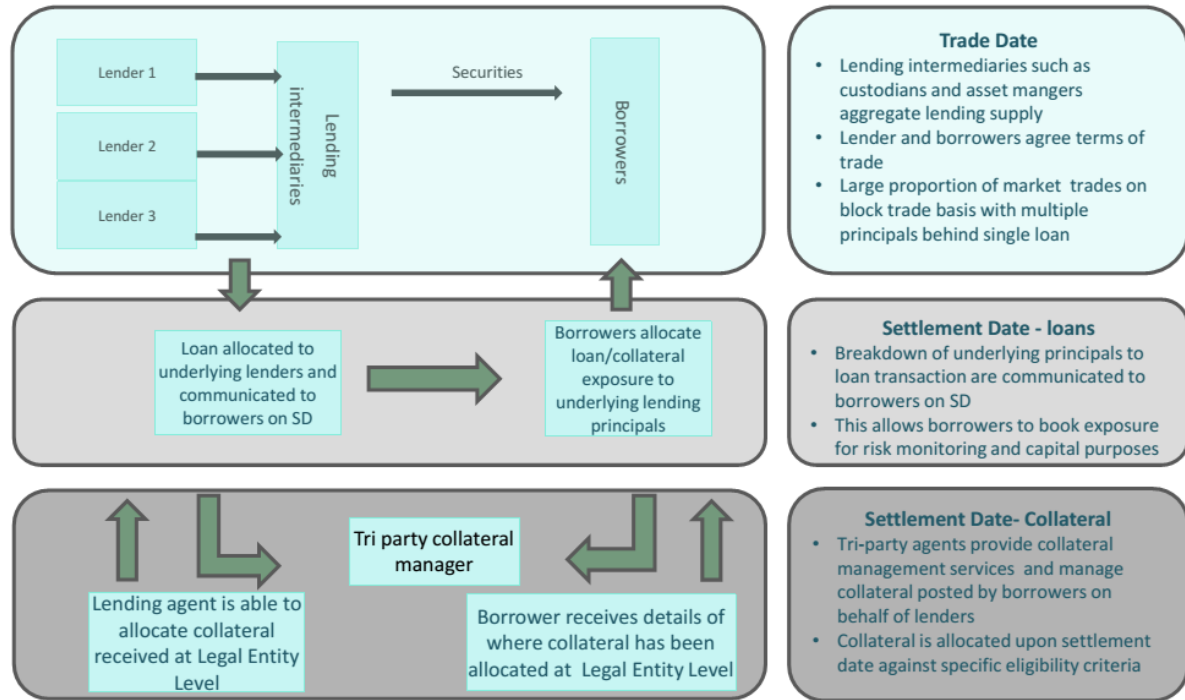 Lender 1
Lender 2
Lender 3
Lending
intermediaries
Securities
Borrowers
Trade Date
• Lending intermediaries such as
custodians and asset mangers
aggregate lending supply
• Lender and borrowers agree terms of
trade
• Large proportion of market trades on
block trade basis with multiple
principals behind single loan
Loan allocated to
underlying lenders and
communicated to
borrowers on SD
Borrowers allocate
loan/collateral
exposure to
underlying lending
principals
Settlement Date - loans
• Breakdown of underlying principals to
loan transaction are communicated to
borrowers on SD
• This allows borrowers to book exposure
for risk monitoring and capital purposes
Tri party collateral
manager
Lending agent is able to
allocate collateral
received at Legal Entity
Level
Borrower receives details of
where collateral has been
allocated at Legal Entity Level
Settlement Date- Collateral
• Tri-party agents provide collateral
management services and manage
collateral posted by borrowers on
behalf of lenders
• Collateral is allocated upon settlement
date against specific eligibility criteria